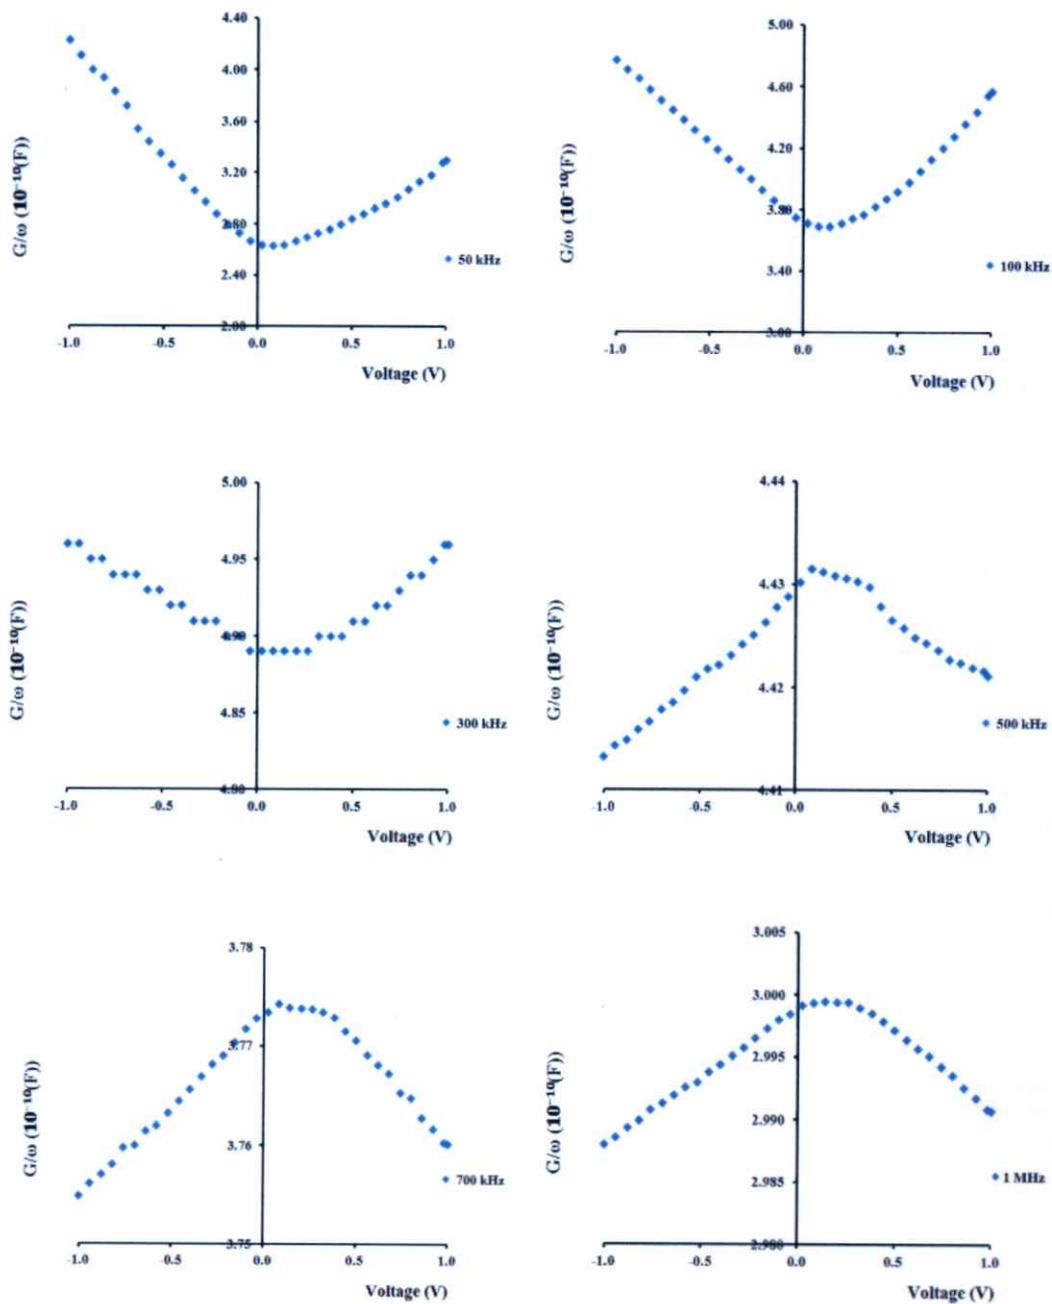 4.40
4.00
3.60
3.20
2.80
2.40
2.00
-1.0 -0.5 0.0 0.5 1.0
G/ω (10⁻¹⁰(F))
50 kHz
Voltage (V)
5.00
4.60
4.20
3.80
3.40
3.00
-1.0 -0.5 0.0 0.5 1.0
G/ω (10⁻¹⁰(F))
100 kHz
Voltage (V)
5.00
4.95
4.90
4.85
4.80
-1.0 -0.5 0.0 0.5 1.0
G/ω (10⁻¹⁰(F))
300 kHz
Voltage (V)
4.44
4.43
4.42
4.41
-1.0 -0.5 0.0 0.5 1.0
G/ω (10⁻¹⁰(F))
500 kHz
Voltage (V)
3.78
3.77
3.76
3.75
-1.0 -0.5 0.0 0.5 1.0
G/ω (10⁻¹⁰(F))
700 kHz
Voltage (V)
3.005
3.000
2.995
2.990
2.985
2.980
-1.0 -0.5 0.0 0.5 1.0
G/ω (10⁻¹⁰(F))
1 MHz
Voltage (V)